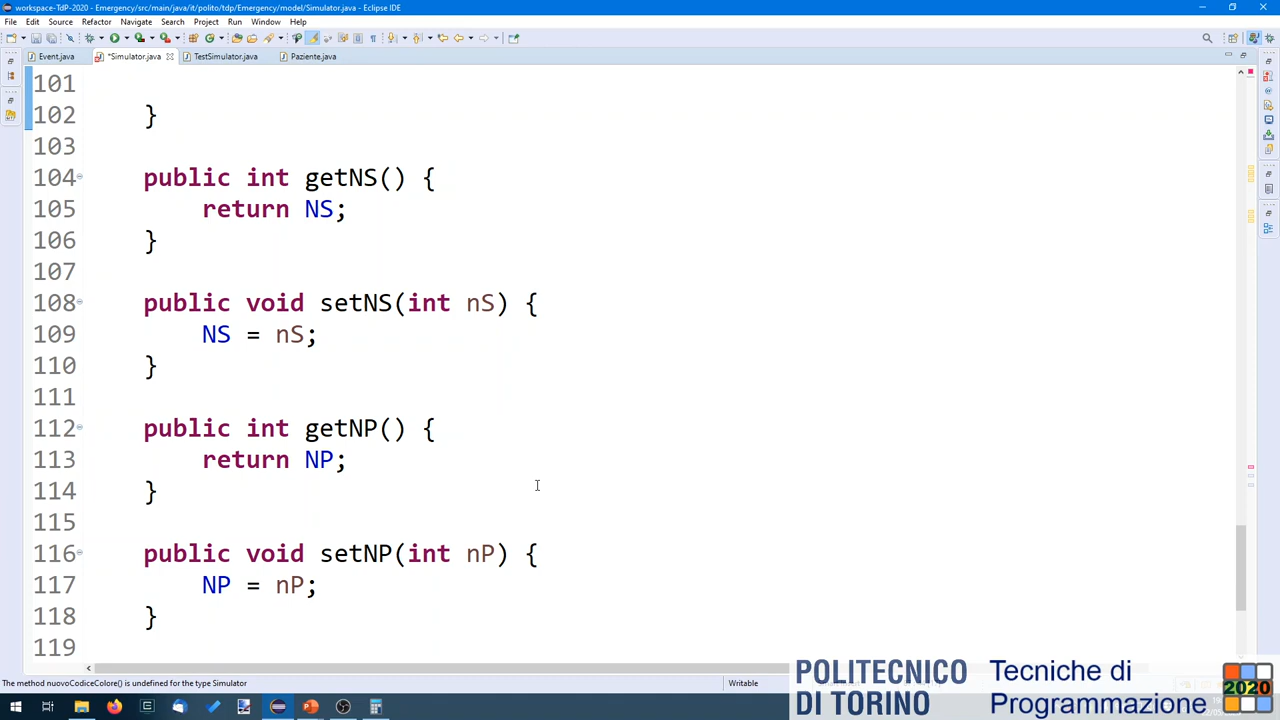 workspace-TdP-2020 - Emergency/src/main/java/it/polito/tdp/Emergency/model/Simulator.java - Eclipse IDE
File Edit Source Refactor Navigate Search Project Run Window Help
Event.java *Simulator.java TestSimulator.java Paziente.java
101
102 }
103
104 public int getNS() {
105 return NS;
106 }
107
108 public void setNS(int nS) {
109 NS = nS;
110 }
111
112 public int getNP() {
113 return NP;
114 }
115
116 public void setNP(int nP) {
117 NP = nP;
118 }
119
The method nuovoCodiceColore() is undefined for the type Simulator Writable
POLITECNICO
DI TORINO
Tecniche di
Programmazione
2020